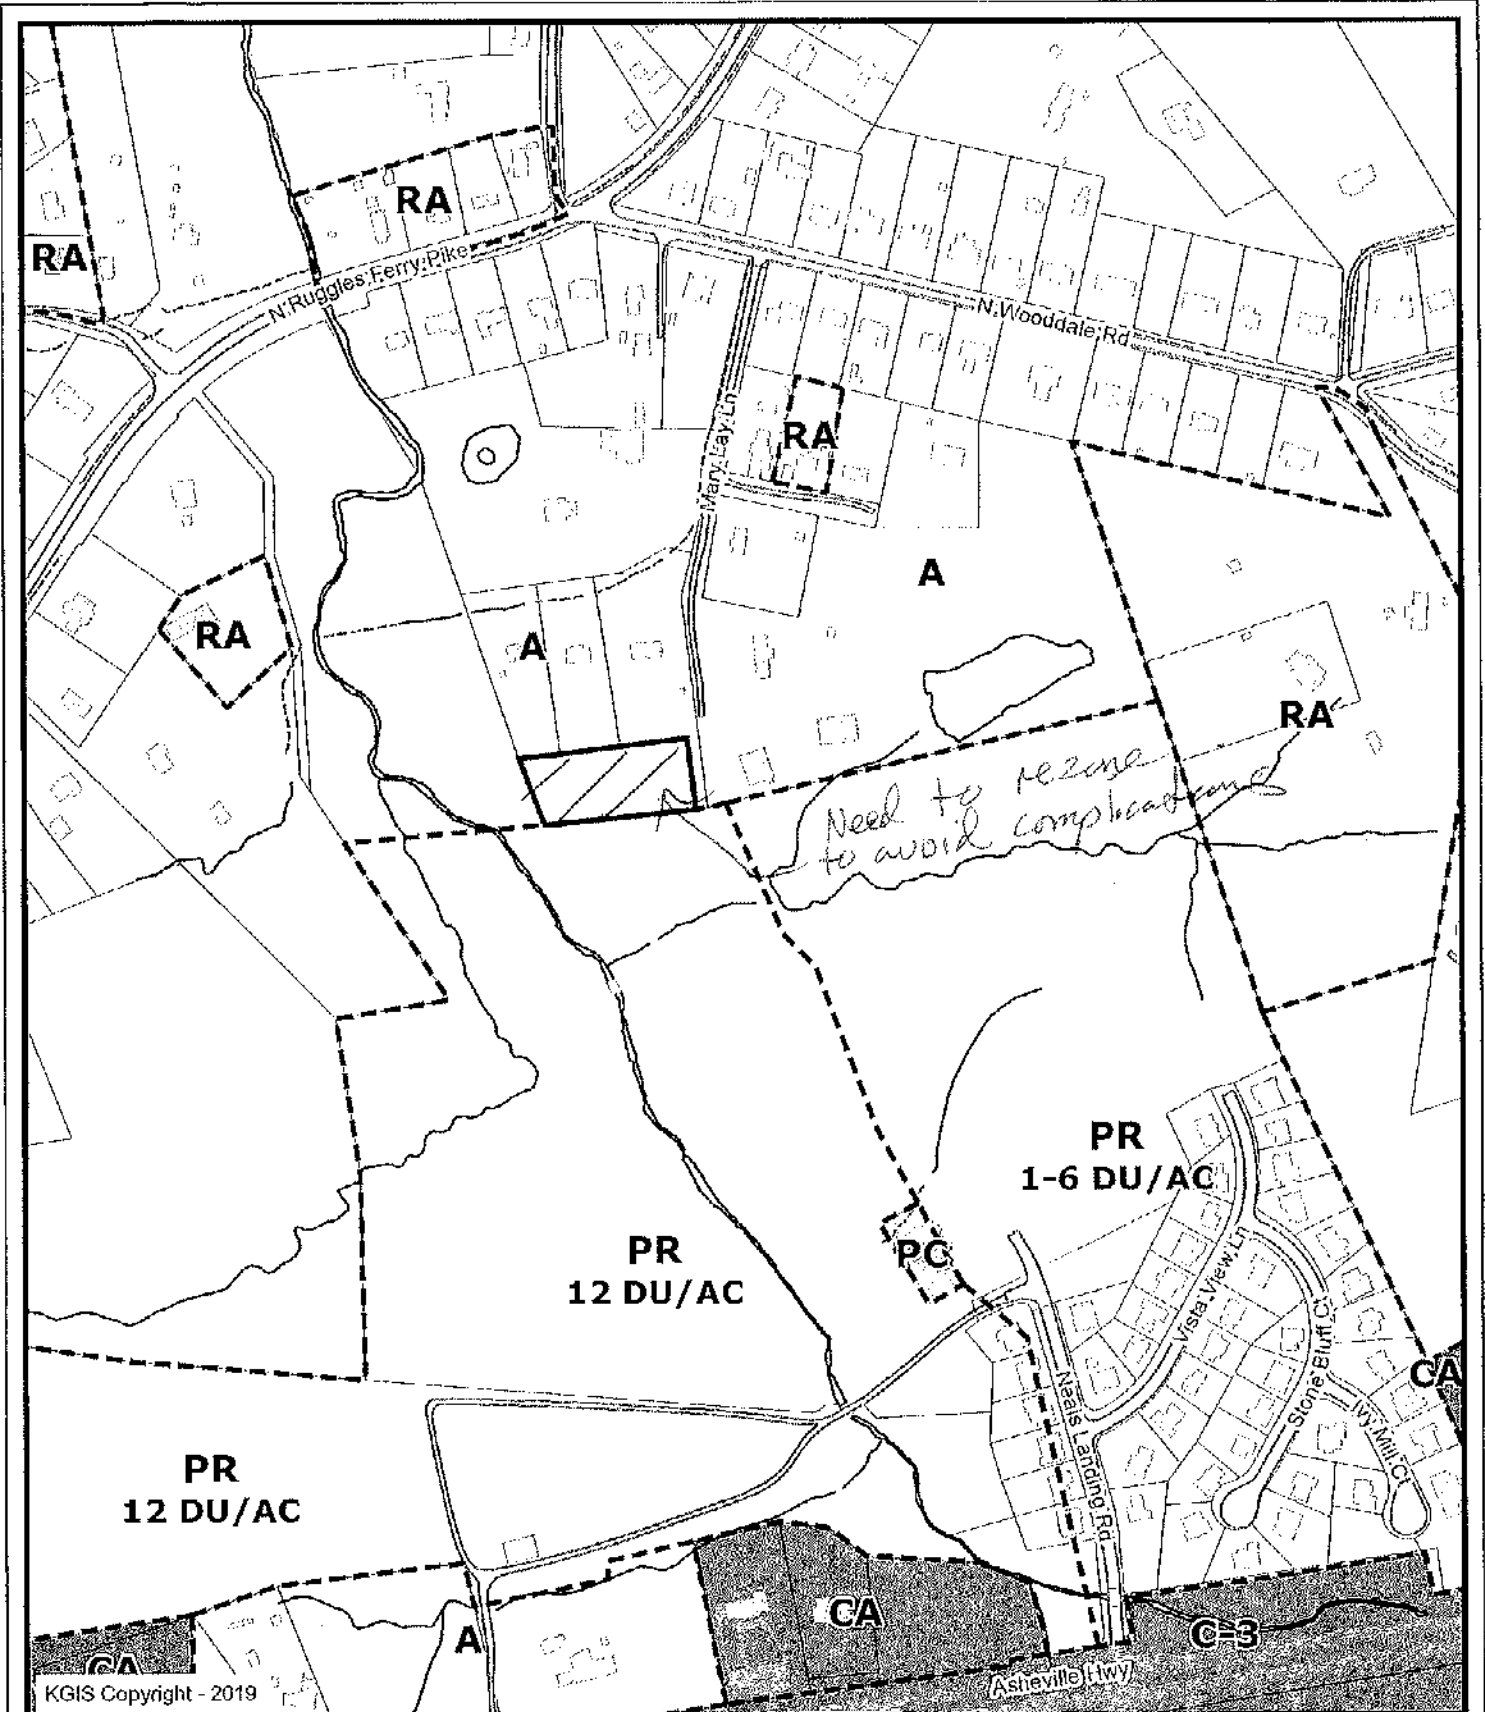 RA
RA
N Ruggles Ferry Pike
N Wooddale Rd
Mary Lay Ln
RA
A
RA
A
RA
Need to rezone
to avoid complications
PR
1-6 DU/AC
PC
PR
12 DU/AC
Vista View Ln
Stone Bluff Ct
CA
Neals Landing Rd
Ivy Mill Ct
PR
12 DU/AC
CA
C-3
A
CA
Asheville Hwy
KGIS Copyright - 2019